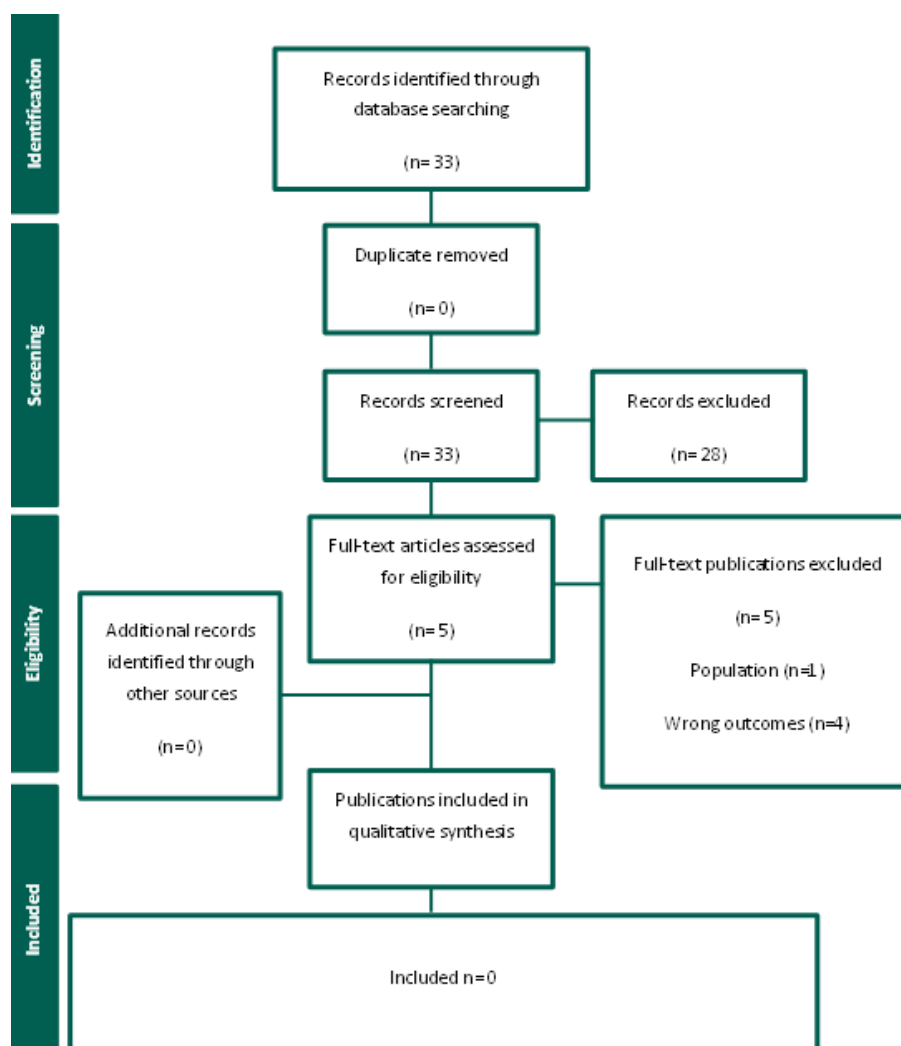 Identification
Records identified through
database searching
(n= 33)
Screening
Duplicate removed
(n= 0)
Records screened
(n= 33)
Records excluded
(n= 28)
Eligibility
Full-text articles assessed
for eligibility
(n= 5)
Full-text publications excluded
(n= 5)
Population (n=1)
Wrong outcomes (n=4)
Additional records
identified through
other sources
(n= 0)
Included
Publications included in
qualitative synthesis
Included n=0